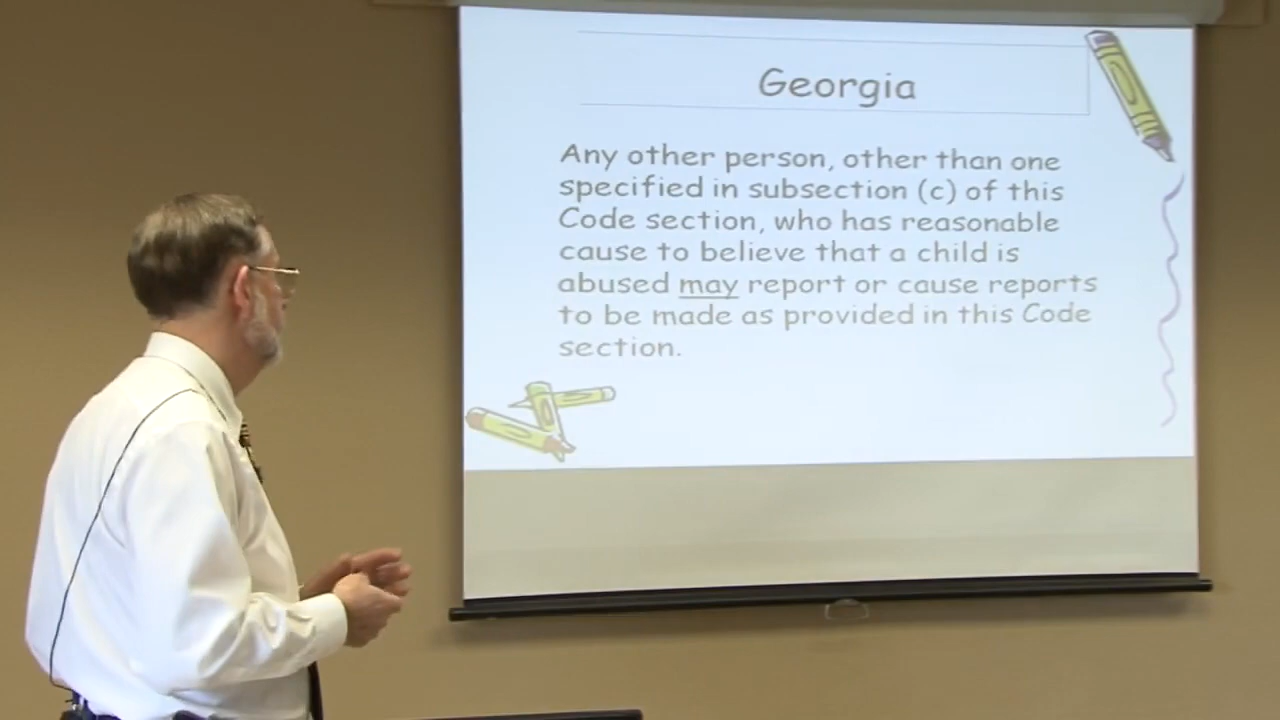 Georgia
Any other person, other than one
specified in subsection (c) of this
Code section, who has reasonable
cause to believe that a child is
abused may report or cause reports
to be made as provided in this Code
section.